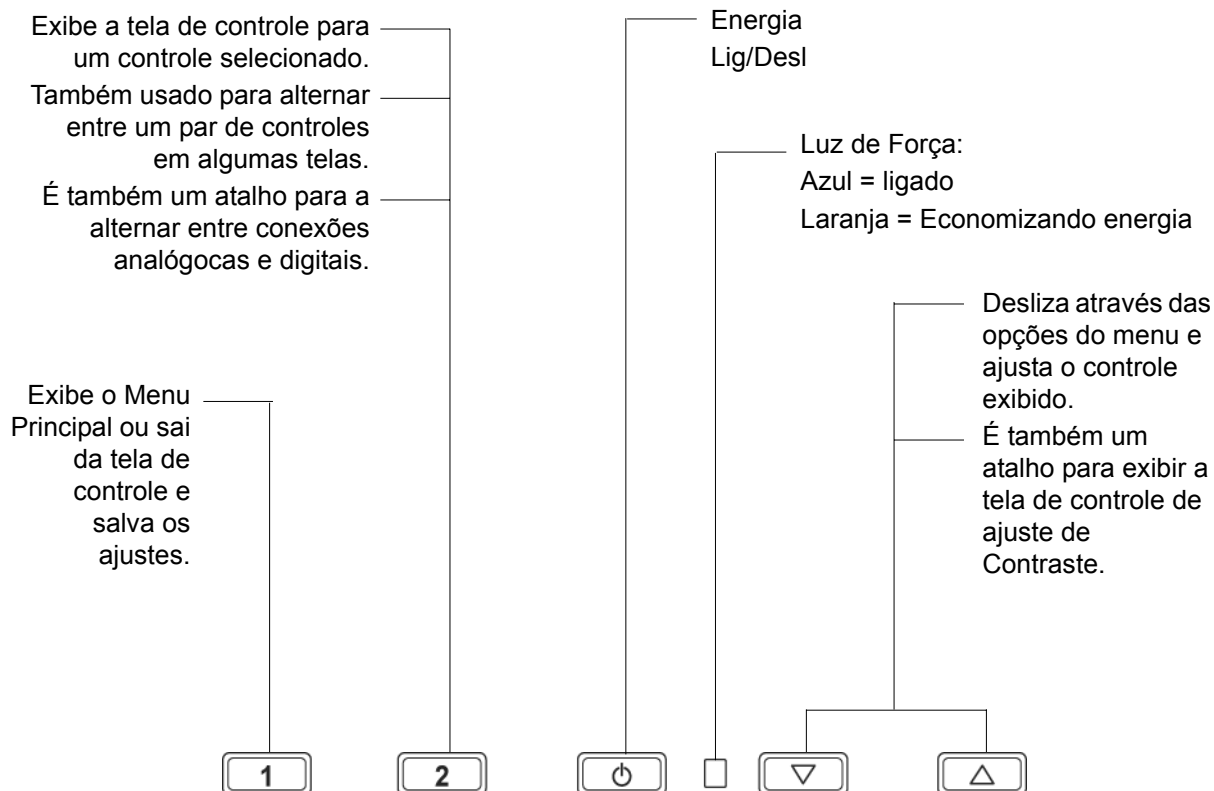 Exibe a tela de controle para
um controle selecionado.
Também usado para alternar
entre um par de controles
em algumas telas.
É também um atalho para a
alternar entre conexões
analógocas e digitais.
Energia
Lig/Desl
Luz de Força:
Azul = ligado
Laranja = Economizando energia
Desliza através das
opções do menu e
ajusta o controle
exibido.
É também um
atalho para exibir a
tela de controle de
ajuste de
Contraste.
Exibe o Menu
Principal ou sai
da tela de
controle e
salva os
ajustes.
1
2